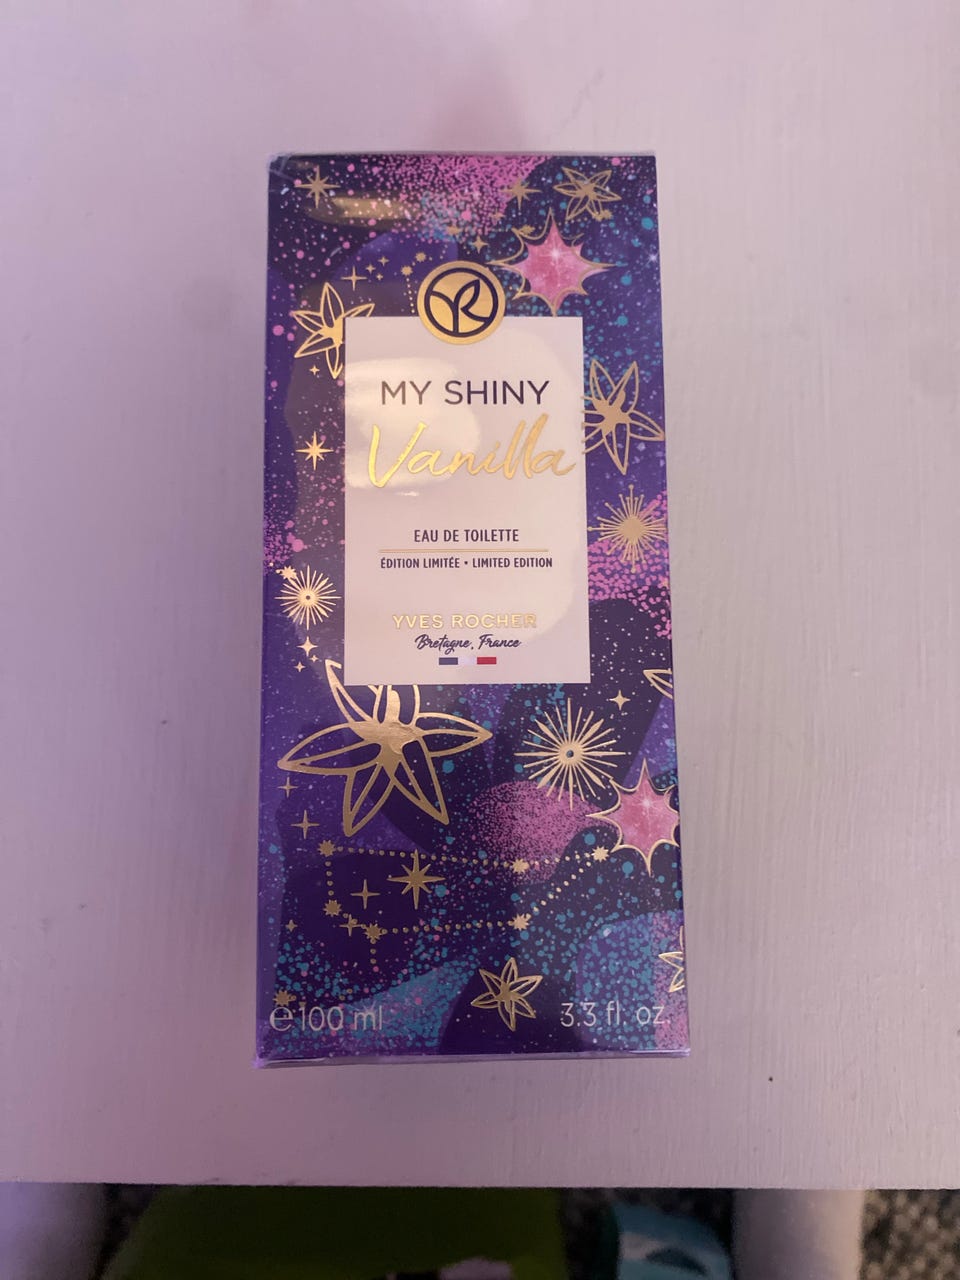 YR
MY SHINY
Vanilla
EAU DE TOILETTE
ÉDITION LIMITÉE • LIMITED EDITION
YVES ROCHER
Bretagne, France
e 100 ml 3.3 fl. oz.